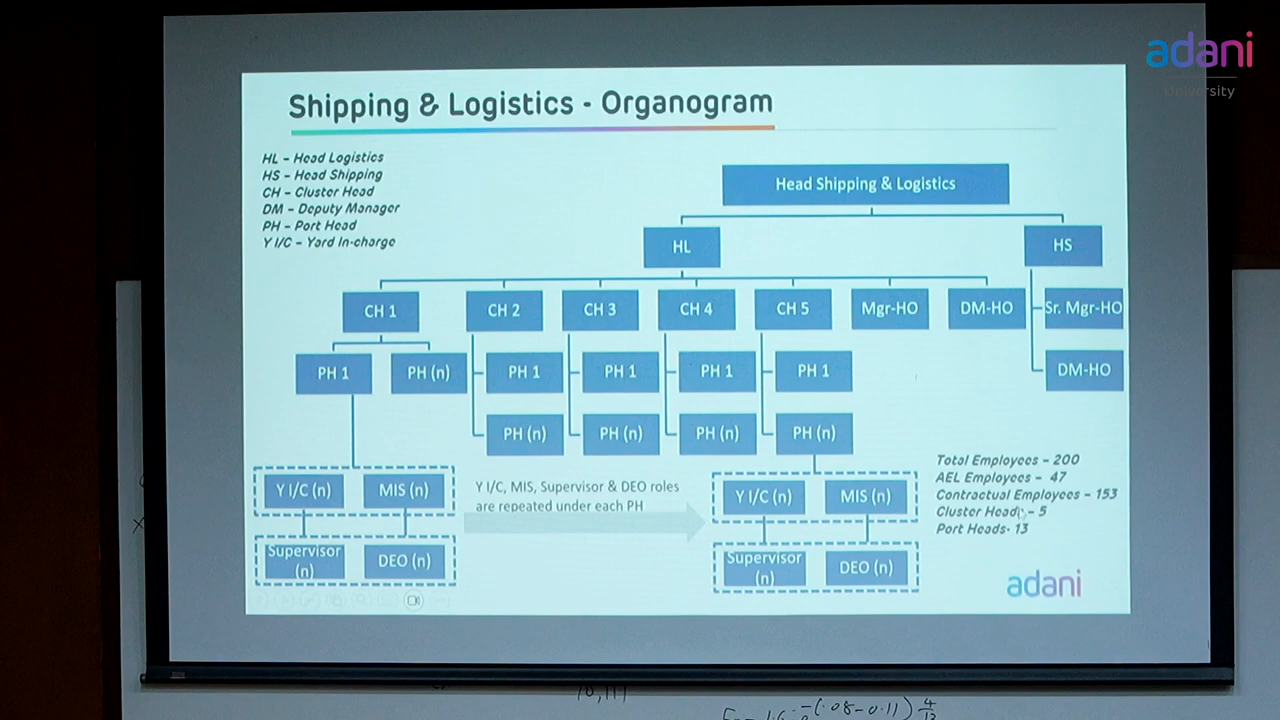 adani
University
Shipping & Logistics - Organogram
HL – Head Logistics
HS – Head Shipping
CH – Cluster Head
DM – Deputy Manager
PH – Port Head
Y I/C – Yard In-charge
Head Shipping & Logistics
HL
HS
CH 1
CH 2
CH 3
CH 4
CH 5
Mgr-HO
DM-HO
Sr. Mgr-HO
PH 1
PH (n)
PH 1
PH 1
PH 1
PH 1
DM-HO
PH (n)
PH (n)
PH (n)
PH (n)
Y I/C (n)
MIS (n)
Supervisor
(n)
DEO (n)
Y I/C, MIS, Supervisor & DEO roles
are repeated under each PH
Y I/C (n)
MIS (n)
Supervisor
(n)
DEO (n)
Total Employees – 200
AEL Employees – 47
Contractual Employees – 153
Cluster Heads – 5
Port Heads- 13
adani